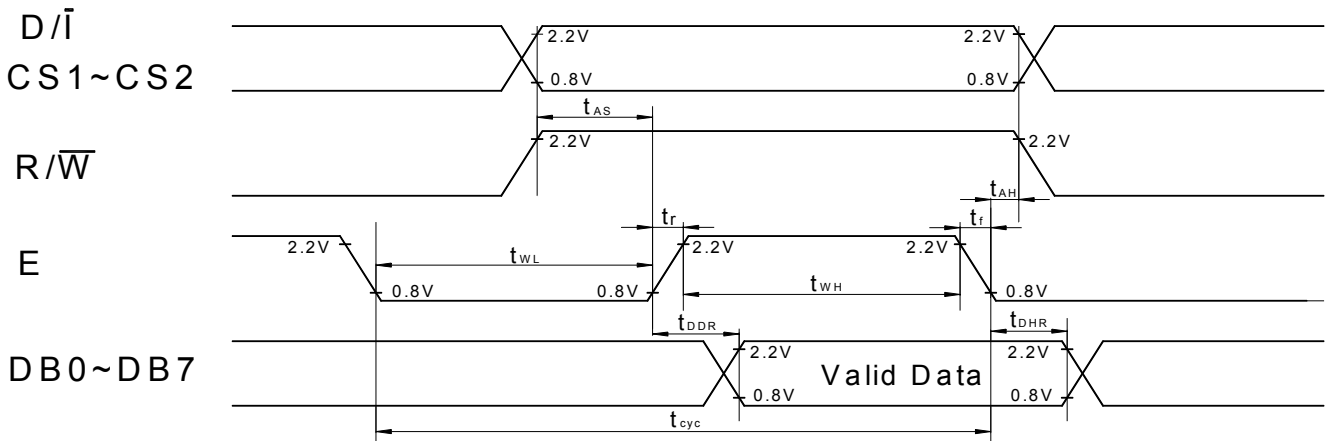 D/Ī
2.2V 2.2V
CS1~CS2
0.8V 0.8V
tAS
R/W̅
2.2V 2.2V
tAH
tr tf
E
2.2V 2.2V 2.2V
tWL
0.8V 0.8V tWH 0.8V
tDDR tDHR
DB0~DB7
2.2V Valid Data 2.2V
0.8V 0.8V
tcyc